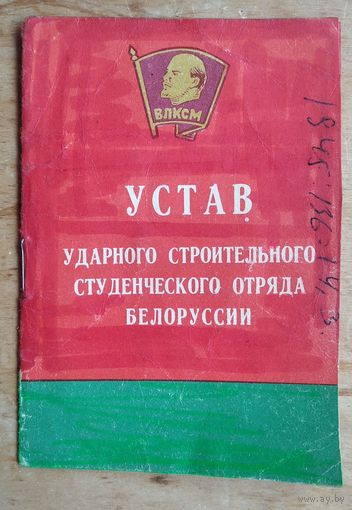 ВЛКСМ
УСТАВ
УДАРНОГО СТРОИТЕЛЬНОГО
СТУДЕНЧЕСКОГО ОТРЯДА
БЕЛОРУССИИ
www.ay.by